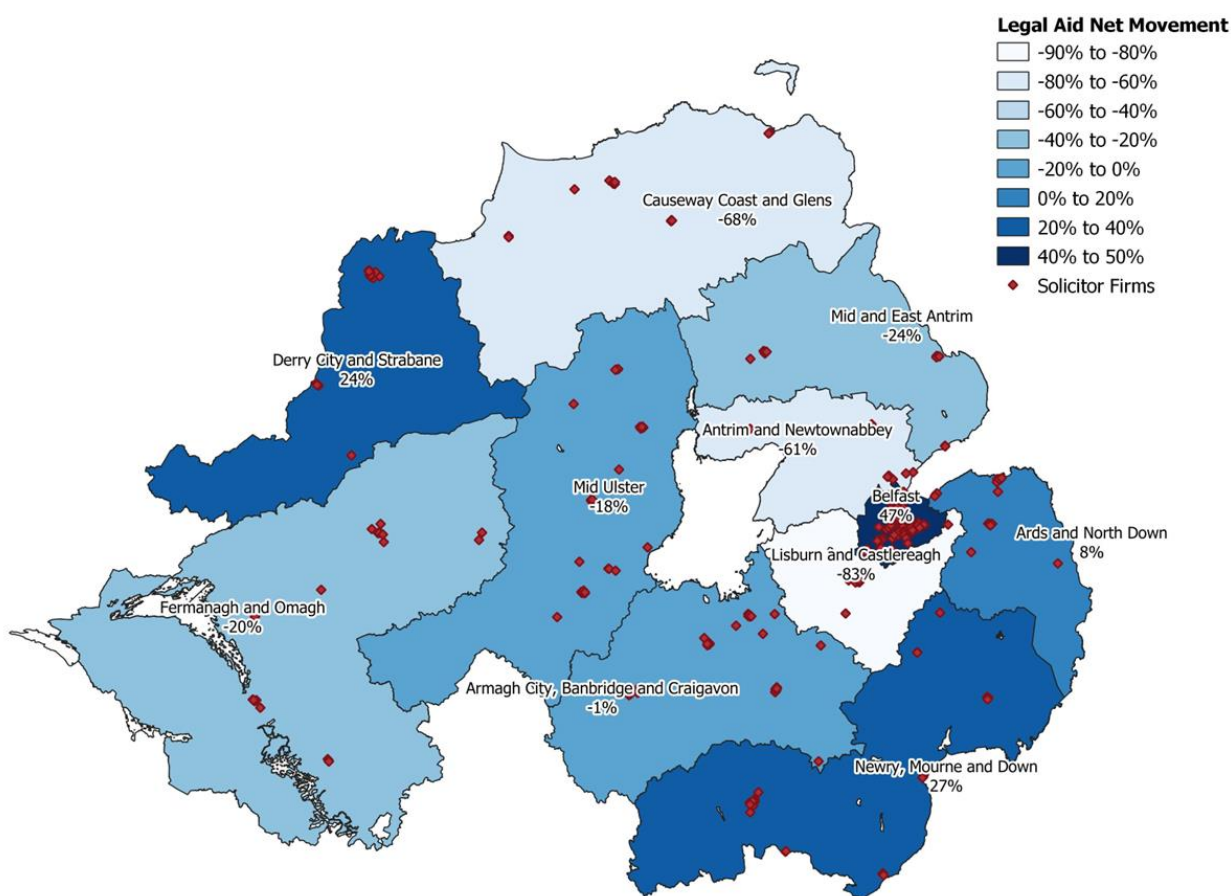 Legal Aid Net Movement
-90% to -80%
-80% to -60%
-60% to -40%
-40% to -20%
-20% to 0%
0% to 20%
20% to 40%
40% to 50%
Solicitor Firms
Causeway Coast and Glens
-68%
Mid and East Antrim
-24%
Derry City and Strabane
24%
Antrim and Newtownabbey
-61%
Mid Ulster
-18%
Belfast
47%
Ards and North Down
8%
Lisburn and Castlereagh
-83%
Fermanagh and Omagh
-20%
Armagh City, Banbridge and Craigavon
-1%
Newry, Mourne and Down
27%